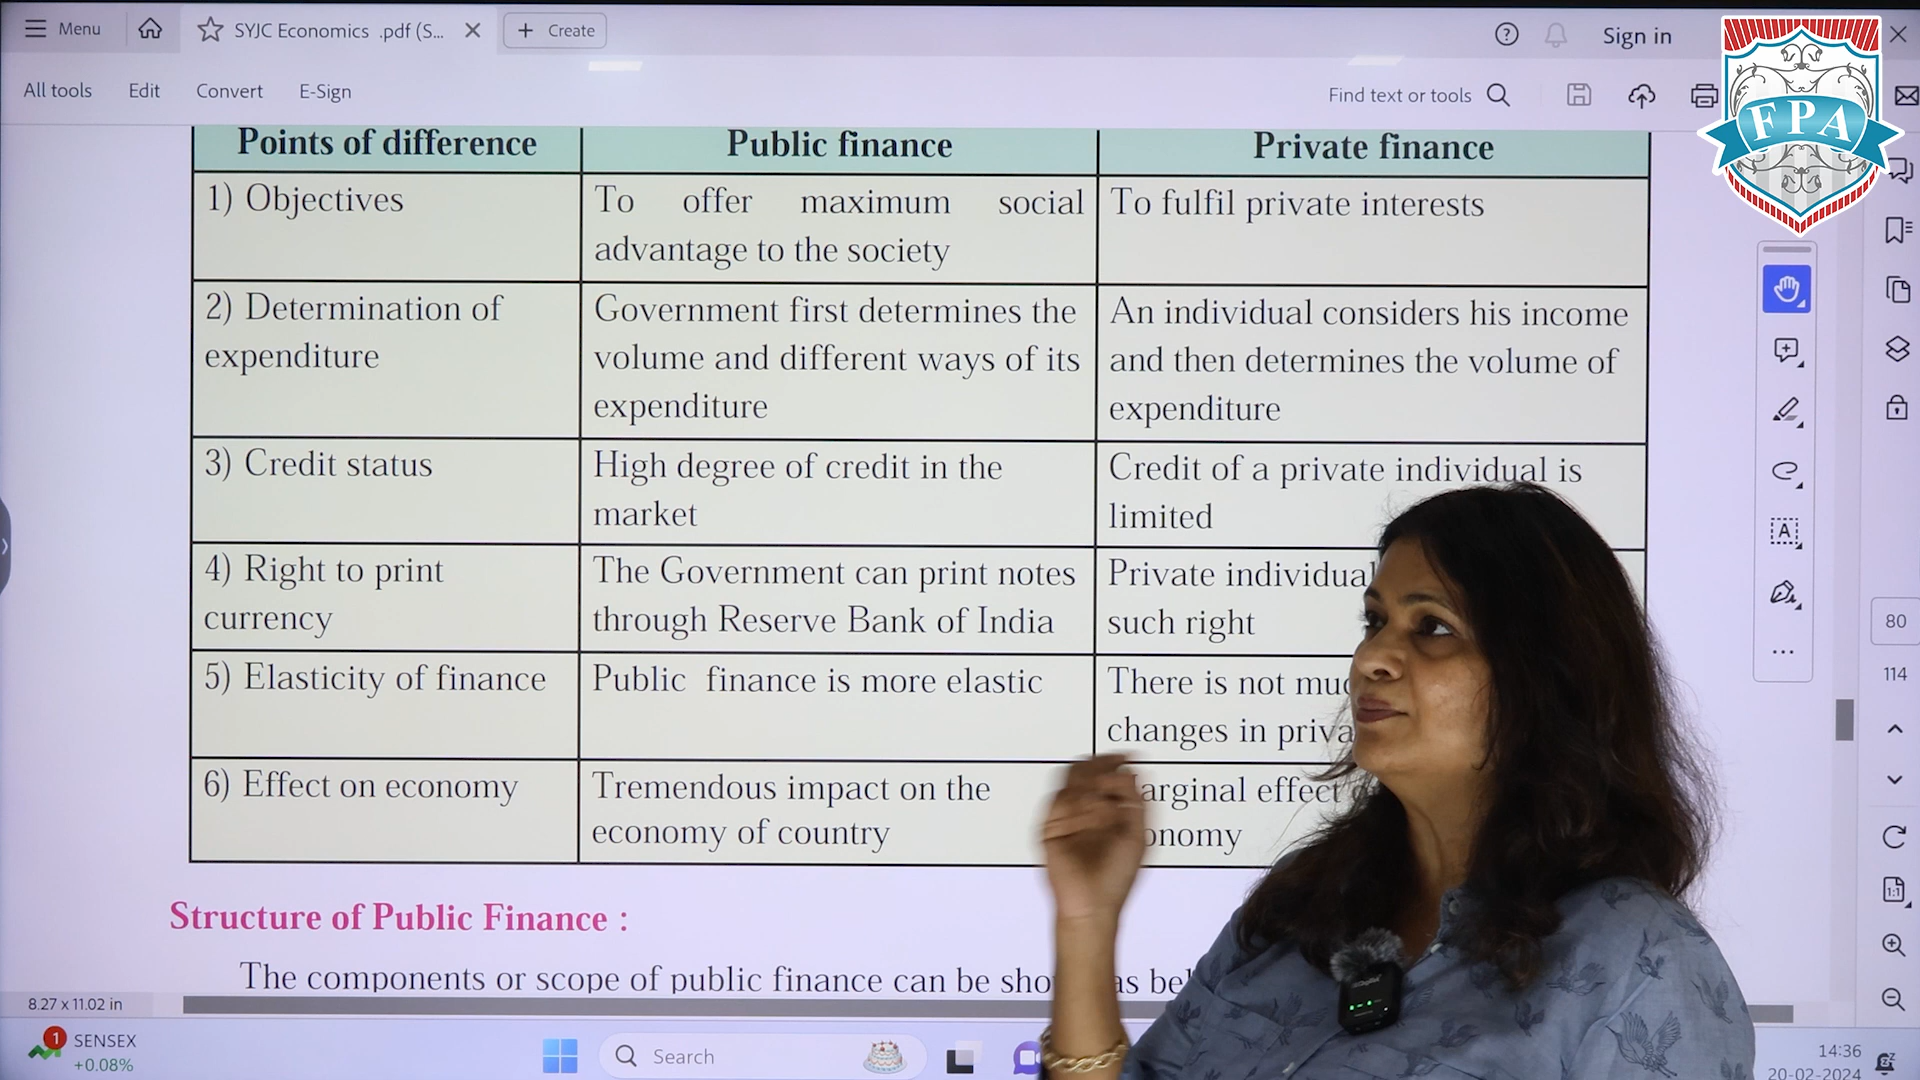 Menu
SYJC Economics .pdf (S...
Create
Sign in
All tools
Edit
Convert
E-Sign
Find text or tools
FPA
Points of difference
Public finance
Private finance
1) Objectives
To offer maximum social
advantage to the society
To fulfil private interests
2) Determination of
expenditure
Government first determines the
volume and different ways of its
expenditure
An individual considers his income
and then determines the volume of
expenditure
3) Credit status
High degree of credit in the
market
Credit of a private individual is
limited
4) Right to print
currency
The Government can print notes
through Reserve Bank of India
Private individual
such right
5) Elasticity of finance
Public finance is more elastic
There is not
changes in
6) Effect on economy
Tremendous impact on the
economy of country
effect
Structure of Public Finance :
The components or scope of public finance can be
80
114
1:1
8.27 x 11.02 in
1
SENSEX
+0.08%
Search
14:36
20-02-2024